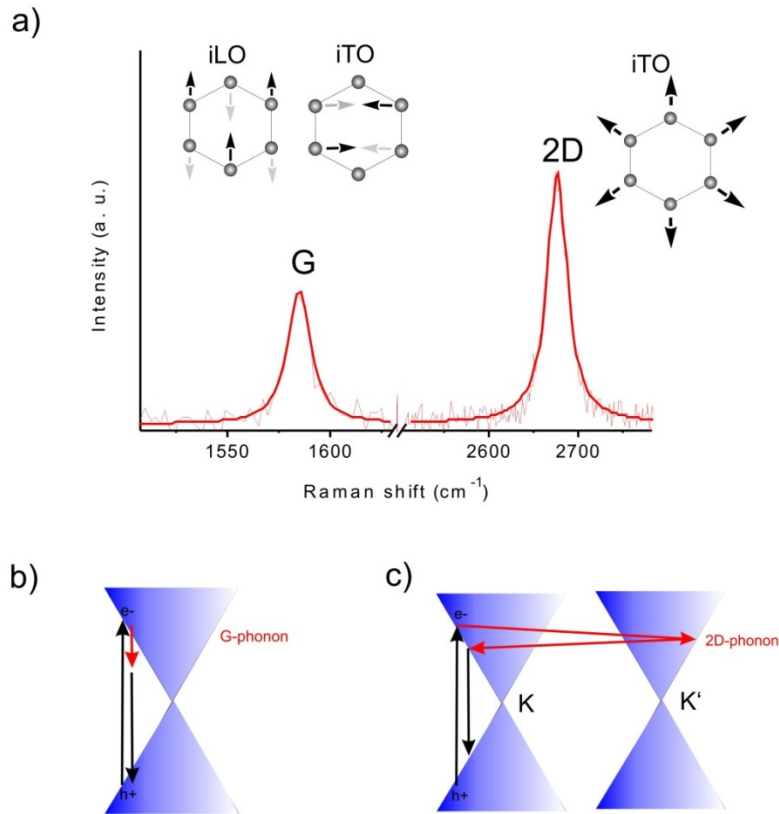 a)
iLO
iTO
iTO
2D
G
Intensity (a. u.)
1550
1600
2600
2700
Raman shift (cm⁻¹)
b)
c)
e-
G-phonon
h+
e-
2D-phonon
K
K‘
h+